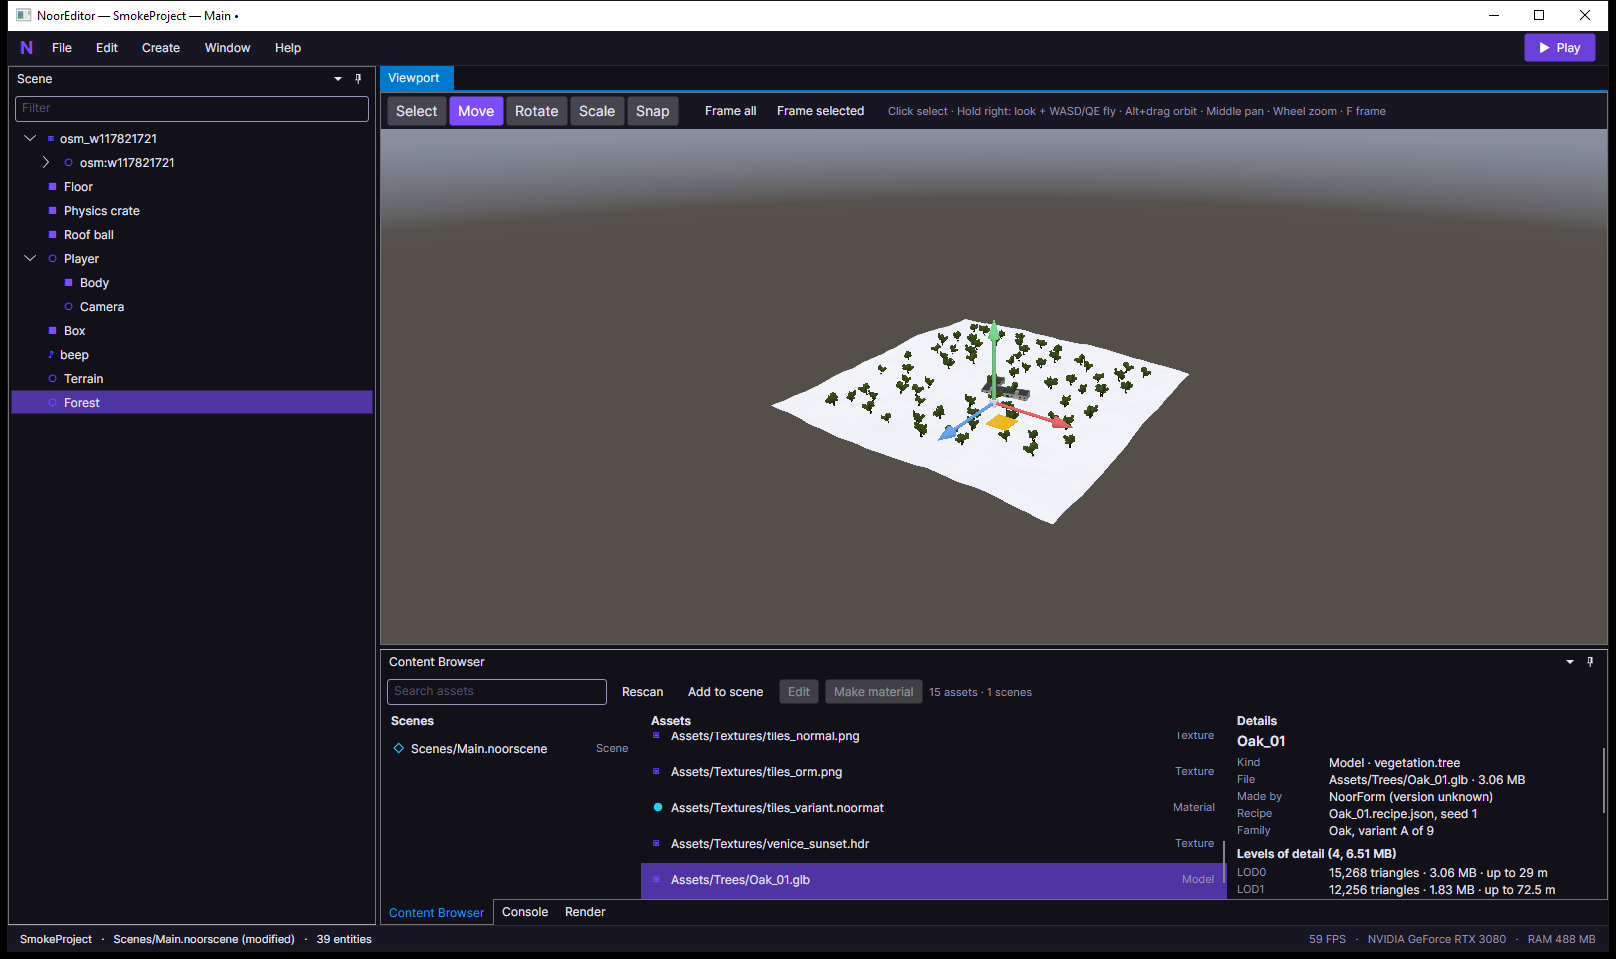 NoorEditor — SmokeProject — Main •
N File Edit Create Window Help
Play
Scene
Filter
osm_w117821721
osm:w117821721
Floor
Physics crate
Roof ball
Player
Body
Camera
Box
beep
Terrain
Forest
Viewport
Select Move Rotate Scale Snap Frame all Frame selected Click select · Hold right: look + WASD/QE fly · Alt+drag orbit · Middle pan · Wheel zoom · F frame
Content Browser
Search assets Rescan Add to scene Edit Make material 15 assets · 1 scenes
Scenes
Scenes/Main.noorscene Scene
Assets
Assets/Textures/tiles_normal.png Texture
Assets/Textures/tiles_orm.png Texture
Assets/Textures/tiles_variant.noormat Material
Assets/Textures/venice_sunset.hdr Texture
Assets/Trees/Oak_01.glb Model
Details
Oak_01
Kind Model · vegetation.tree
File Assets/Trees/Oak_01.glb · 3.06 MB
Made by NoorForm (version unknown)
Recipe Oak_01.recipe.json, seed 1
Family Oak, variant A of 9
Levels of detail (4, 6.51 MB)
LOD0 15,268 triangles · 3.06 MB · up to 29 m
LOD1 12,256 triangles · 1.83 MB · up to 72.5 m
Content Browser Console Render
SmokeProject · Scenes/Main.noorscene (modified) · 39 entities
59 FPS · NVIDIA GeForce RTX 3080 · RAM 488 MB